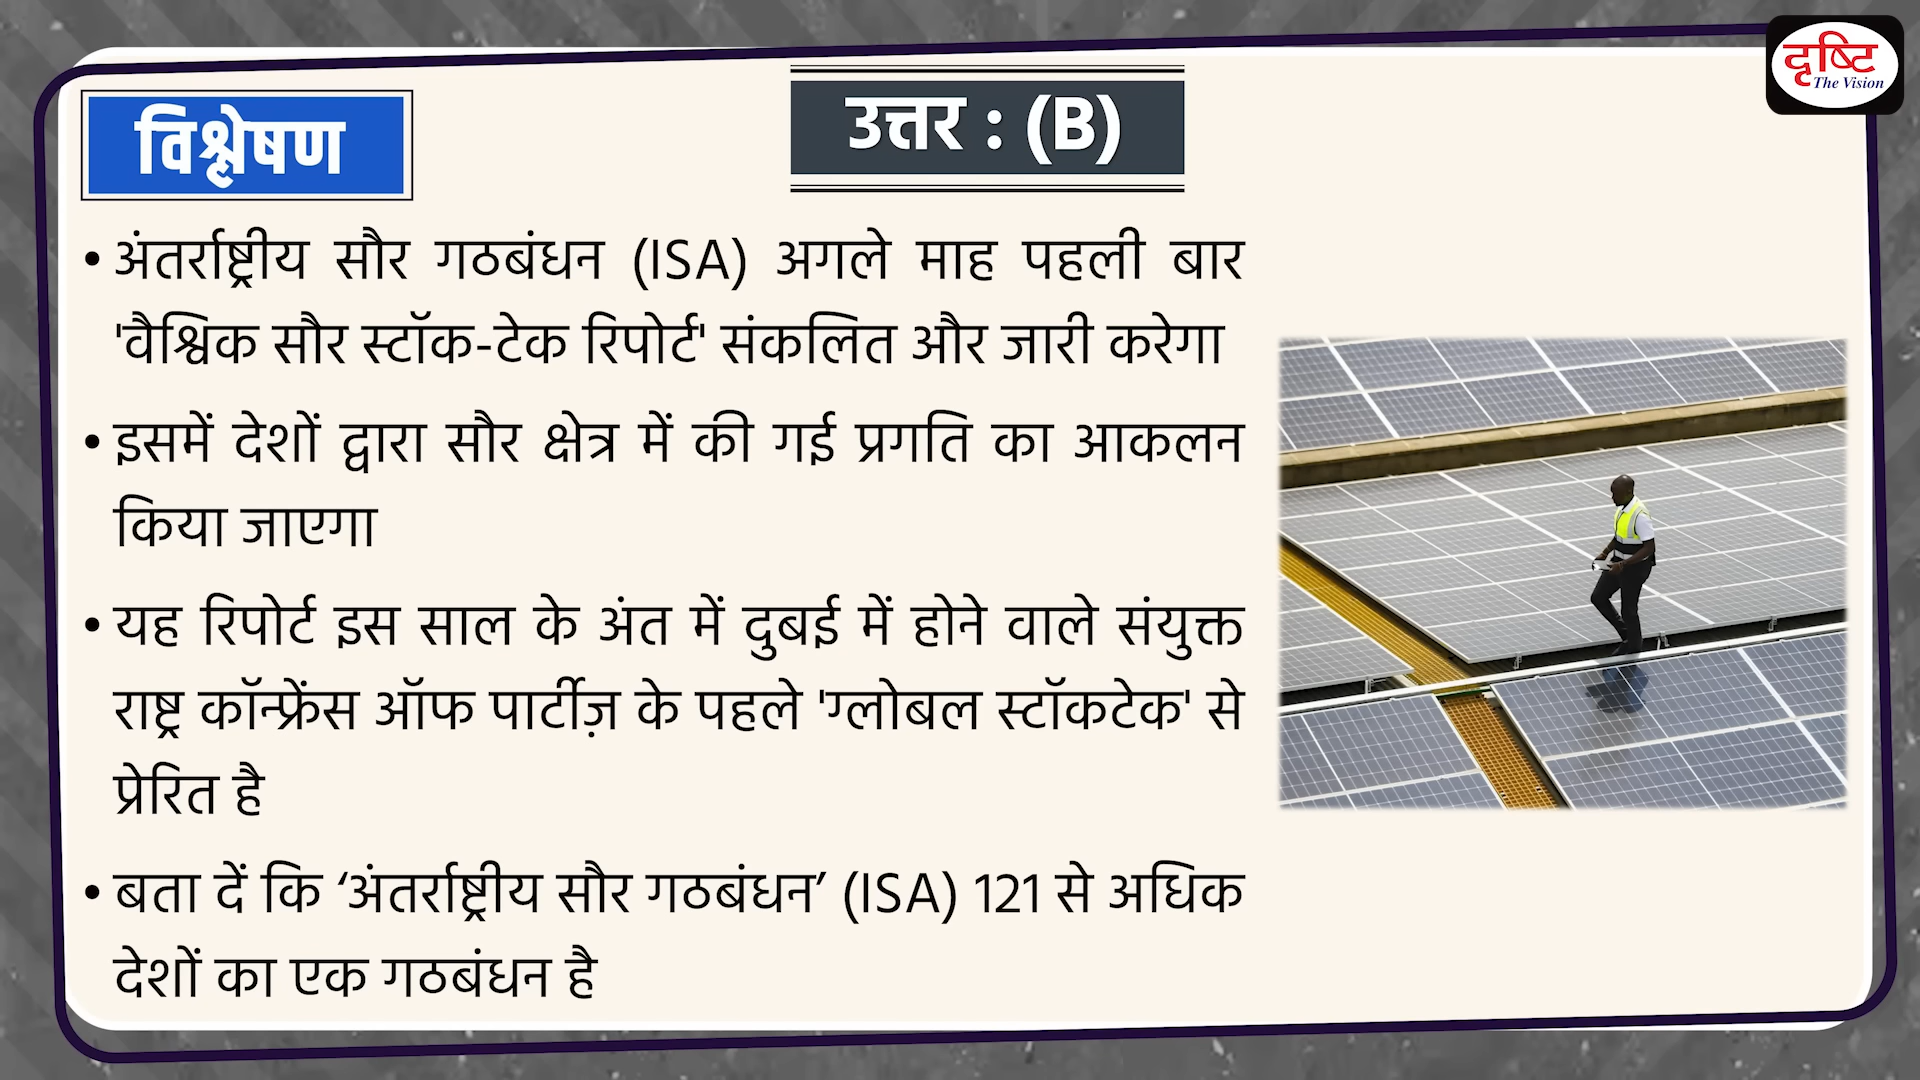 दृष्टि
The Vision
विश्लेषण
उत्तर : (B)
• अंतर्राष्ट्रीय सौर गठबंधन (ISA) अगले माह पहली बार
'वैश्विक सौर स्टॉक-टेक रिपोर्ट' संकलित और जारी करेगा
• इसमें देशों द्वारा सौर क्षेत्र में की गई प्रगति का आकलन
किया जाएगा
• यह रिपोर्ट इस साल के अंत में दुबई में होने वाले संयुक्त
राष्ट्र कॉन्फ्रेंस ऑफ पार्टीज़ के पहले 'ग्लोबल स्टॉकटेक' से
प्रेरित है
• बता दें कि ‘अंतर्राष्ट्रीय सौर गठबंधन’ (ISA) 121 से अधिक
देशों का एक गठबंधन है